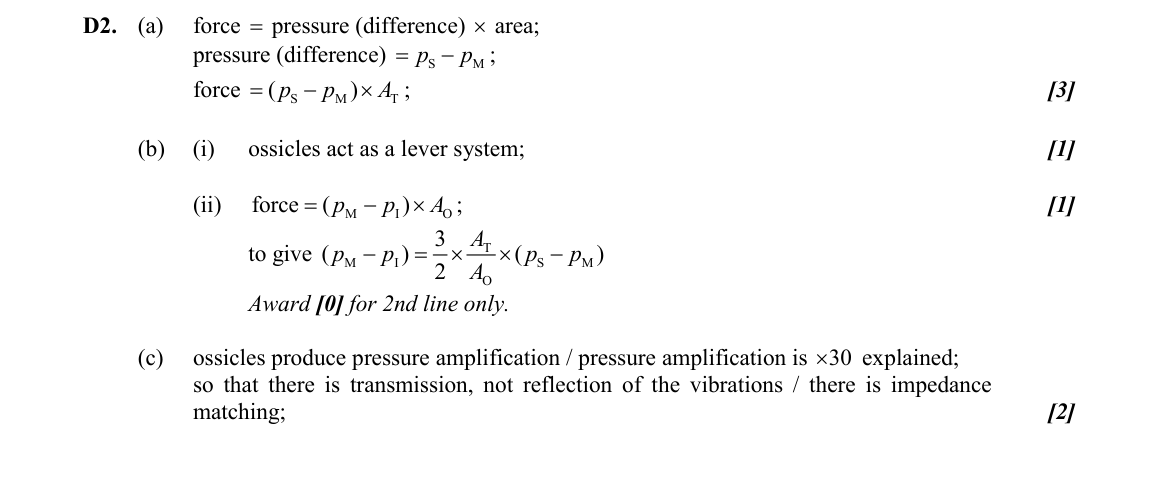 D2. (a) force = pressure (difference) × area;
pressure (difference) = p_S − p_M ;
force = (p_S − p_M) × A_T ; [3]
(b) (i) ossicles act as a lever system; [1]
(ii) force = (p_M − p_I) × A_O ; [1]
to give (p_M − p_I) = 3/2 × A_T/A_O × (p_S − p_M)
Award [0] for 2nd line only.
(c) ossicles produce pressure amplification / pressure amplification is ×30 explained;
so that there is transmission, not reflection of the vibrations / there is impedance
matching; [2]